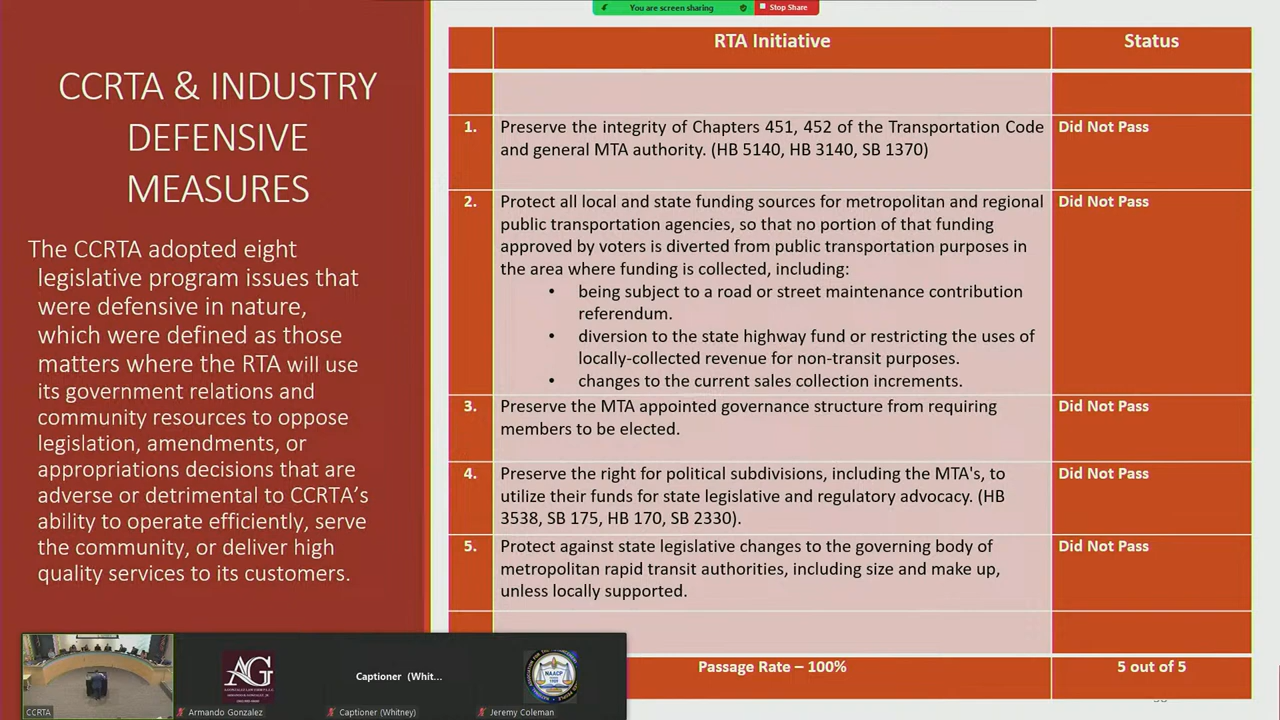 You are screen sharing
Stop Share
CCRTA & INDUSTRY
DEFENSIVE
MEASURES
The CCRTA adopted eight
legislative program issues that
were defensive in nature,
which were defined as those
matters where the RTA will use
its government relations and
community resources to oppose
legislation, amendments, or
appropriations decisions that are
adverse or detrimental to CCRTA's
ability to operate efficiently, serve
the community, or deliver high
quality services to its customers.
RTA Initiative Status
1. Preserve the integrity of Chapters 451, 452 of the Transportation Code Did Not Pass
and general MTA authority. (HB 5140, HB 3140, SB 1370)
2. Protect all local and state funding sources for metropolitan and regional Did Not Pass
public transportation agencies, so that no portion of that funding
approved by voters is diverted from public transportation purposes in
the area where funding is collected, including:
• being subject to a road or street maintenance contribution
referendum.
• diversion to the state highway fund or restricting the uses of
locally-collected revenue for non-transit purposes.
• changes to the current sales collection increments.
3. Preserve the MTA appointed governance structure from requiring Did Not Pass
members to be elected.
4. Preserve the right for political subdivisions, including the MTA's, to Did Not Pass
utilize their funds for state legislative and regulatory advocacy. (HB
3538, SB 175, HB 170, SB 2330).
5. Protect against state legislative changes to the governing body of Did Not Pass
metropolitan rapid transit authorities, including size and make up,
unless locally supported.
Passage Rate – 100% 5 out of 5
CCRTA
AG
Armando Gonzalez
Captioner (Whit...
Captioner (Whitney)
NAACP
Jeremy Coleman